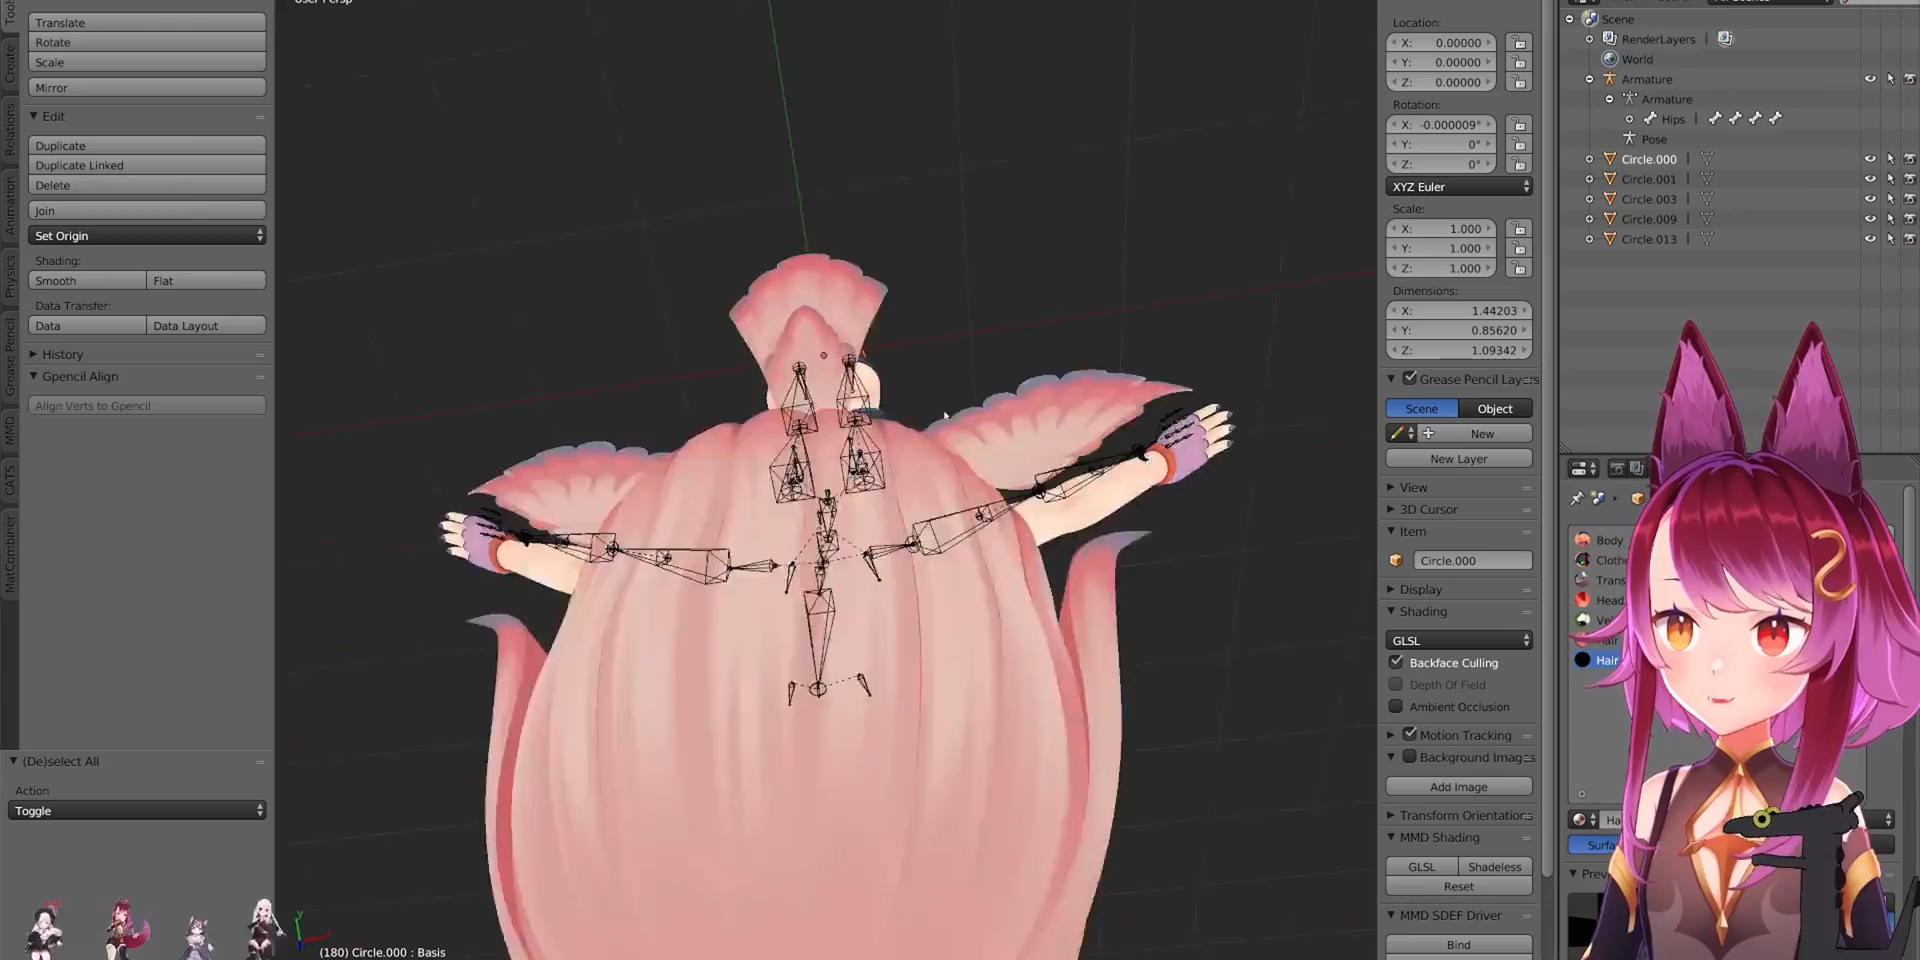 Translate
Rotate
Scale
Mirror
Edit
Duplicate
Duplicate Linked
Delete
Join
Set Origin
Shading:
Smooth Flat
Data Transfer:
Data Data Layout
History
Gpencil Align
Align Verts to Gpencil
(De)select All
Action
Toggle
Create
Relations
Animation
Physics
Grease Pencil
MMD
CATS
MatCombiner
(180) Circle.000 : Basis
Location:
X: 0.00000
Y: 0.00000
Z: 0.00000
Rotation:
X: -0.000009°
Y: 0°
Z: 0°
XYZ Euler
Scale:
X: 1.000
Y: 1.000
Z: 1.000
Dimensions:
X: 1.44203
Y: 0.85620
Z: 1.09342
Grease Pencil Layers
Scene Object
New
New Layer
View
3D Cursor
Item
Circle.000
Display
Shading
GLSL
Backface Culling
Depth Of Field
Ambient Occlusion
Motion Tracking
Background Images
Add Image
Transform Orientations
MMD Shading
GLSL Shadeless
Reset
MMD SDEF Driver
Bind
Scene
RenderLayers
World
Armature
Armature
Hips
Pose
Circle.000
Circle.001
Circle.003
Circle.009
Circle.013
Body
Clothe
Trans
Head
Hair
Ha
Surfa
Prev